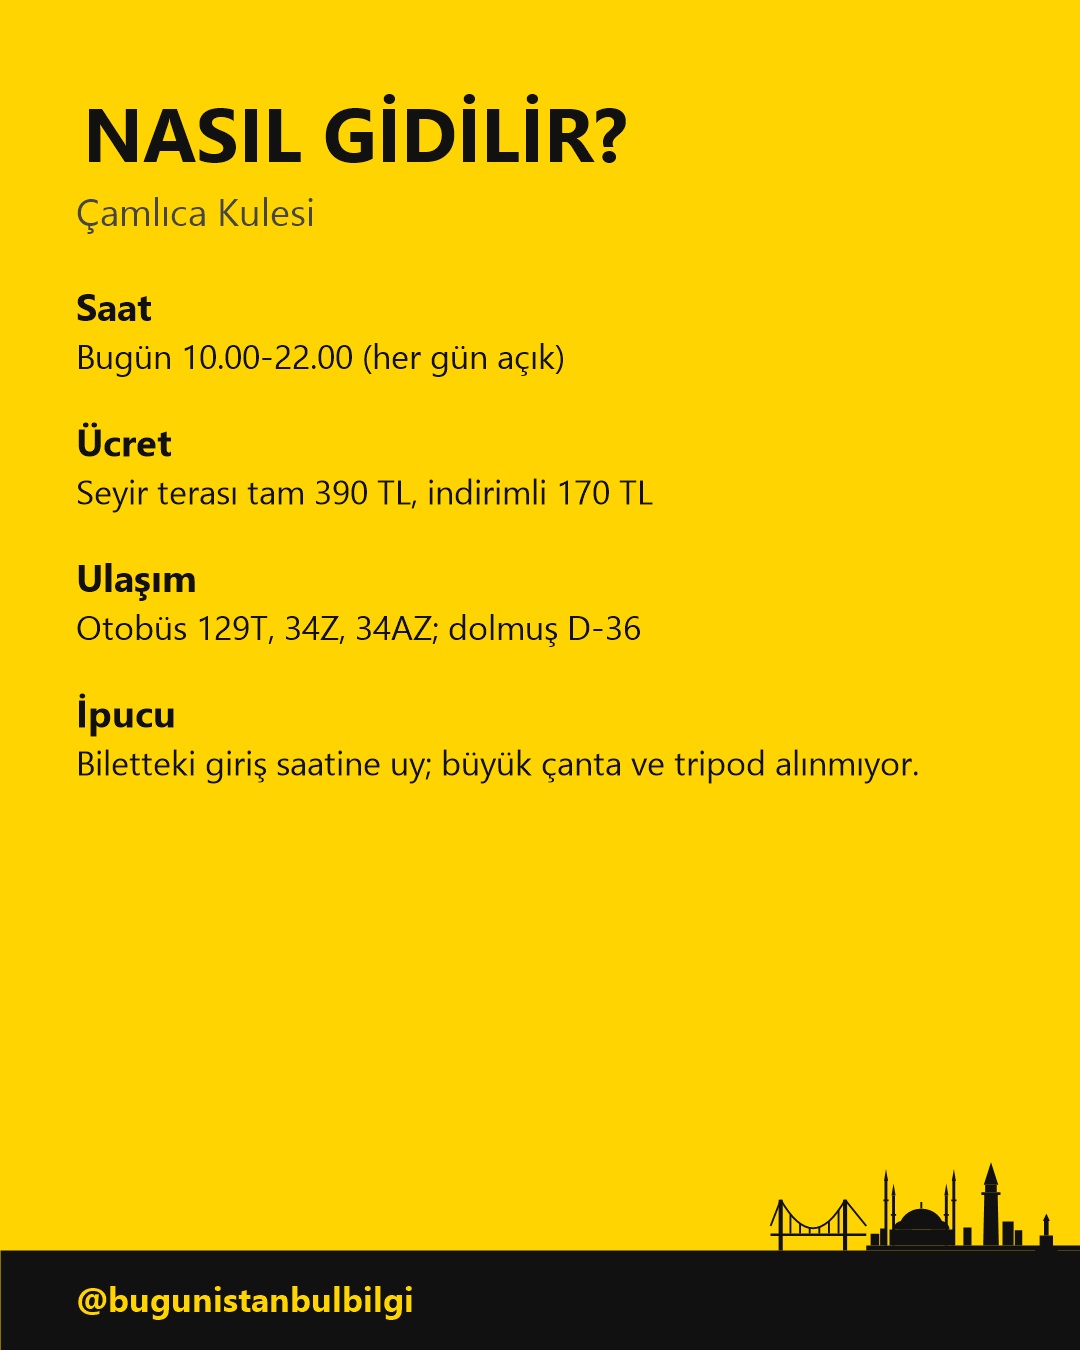 NASIL GİDİLİR?
Çamlıca Kulesi
Saat
Bugün 10.00-22.00 (her gün açık)
Ücret
Seyir terası tam 390 TL, indirimli 170 TL
Ulaşım
Otobüs 129T, 34Z, 34AZ; dolmuş D-36
İpucu
Biletteki giriş saatine uy; büyük çanta ve tripod alınmıyor.
@bugunistanbulbilgi